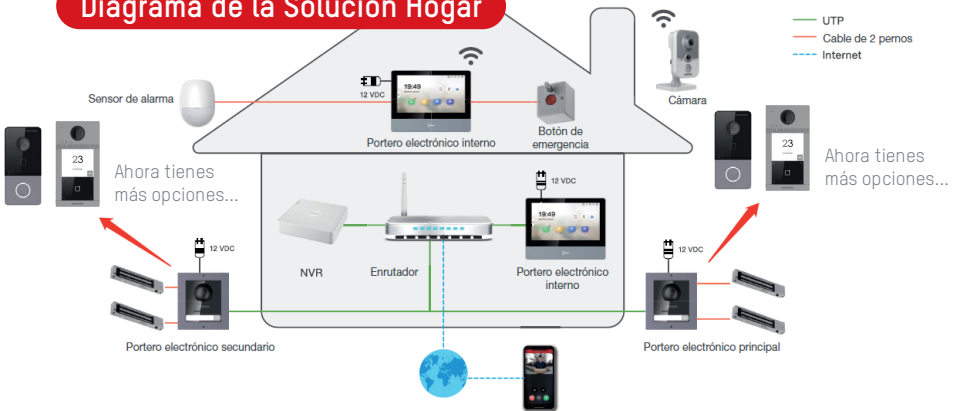 Diagrama de la Solución Hogar
UTP
Cable de 2 pernos
Internet
Sensor de alarma
12 VDC
19:49
Portero electrónico interno
Botón de
emergencia
Cámara
23
Ahora tienes
más opciones...
23
Ahora tienes
más opciones...
12 VDC
19:49
12 VDC
12 VDC
NVR
Enrutador
Portero electrónico
interno
Portero electrónico secundario
Portero electrónico principal